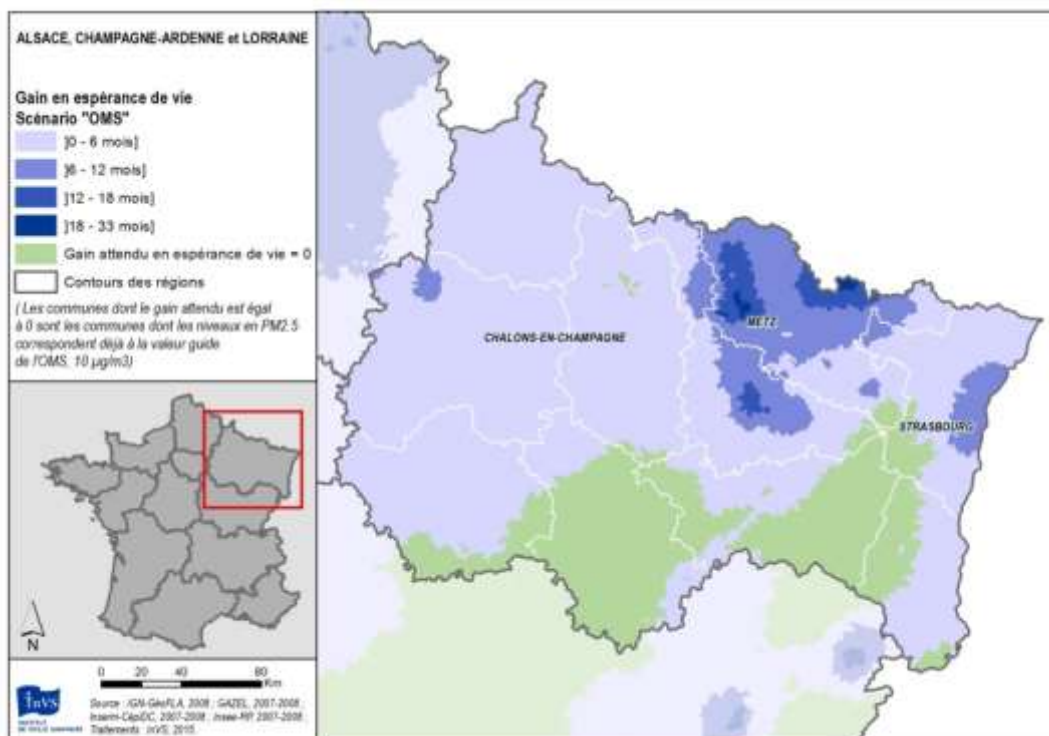 ALSACE, CHAMPAGNE-ARDENNE et LORRAINE
Gain en espérance de vie
Scénario "OMS"
]0 - 6 mois]
]6 - 12 mois]
]12 - 18 mois]
]18 - 33 mois]
Gain attendu en espérance de vie = 0
Contours des régions
( Les communes dont le gain attendu est égal
à 0 sont les communes dont les niveaux en PM2.5
correspondent déjà à la valeur guide
de l'OMS, 10 µg/m3)
N
0 20 40 80
Km
InVS
INSTITUT
DE VEILLE SANITAIRE
Source : IGN-GéoFLA, 2008 ; GAZEL, 2007-2008 ;
Inserm-CépiDC, 2007-2008 ; Insee-RP, 2007-2008 ;
Traitements : InVS, 2015.
CHALONS-EN-CHAMPAGNE
METZ
STRASBOURG